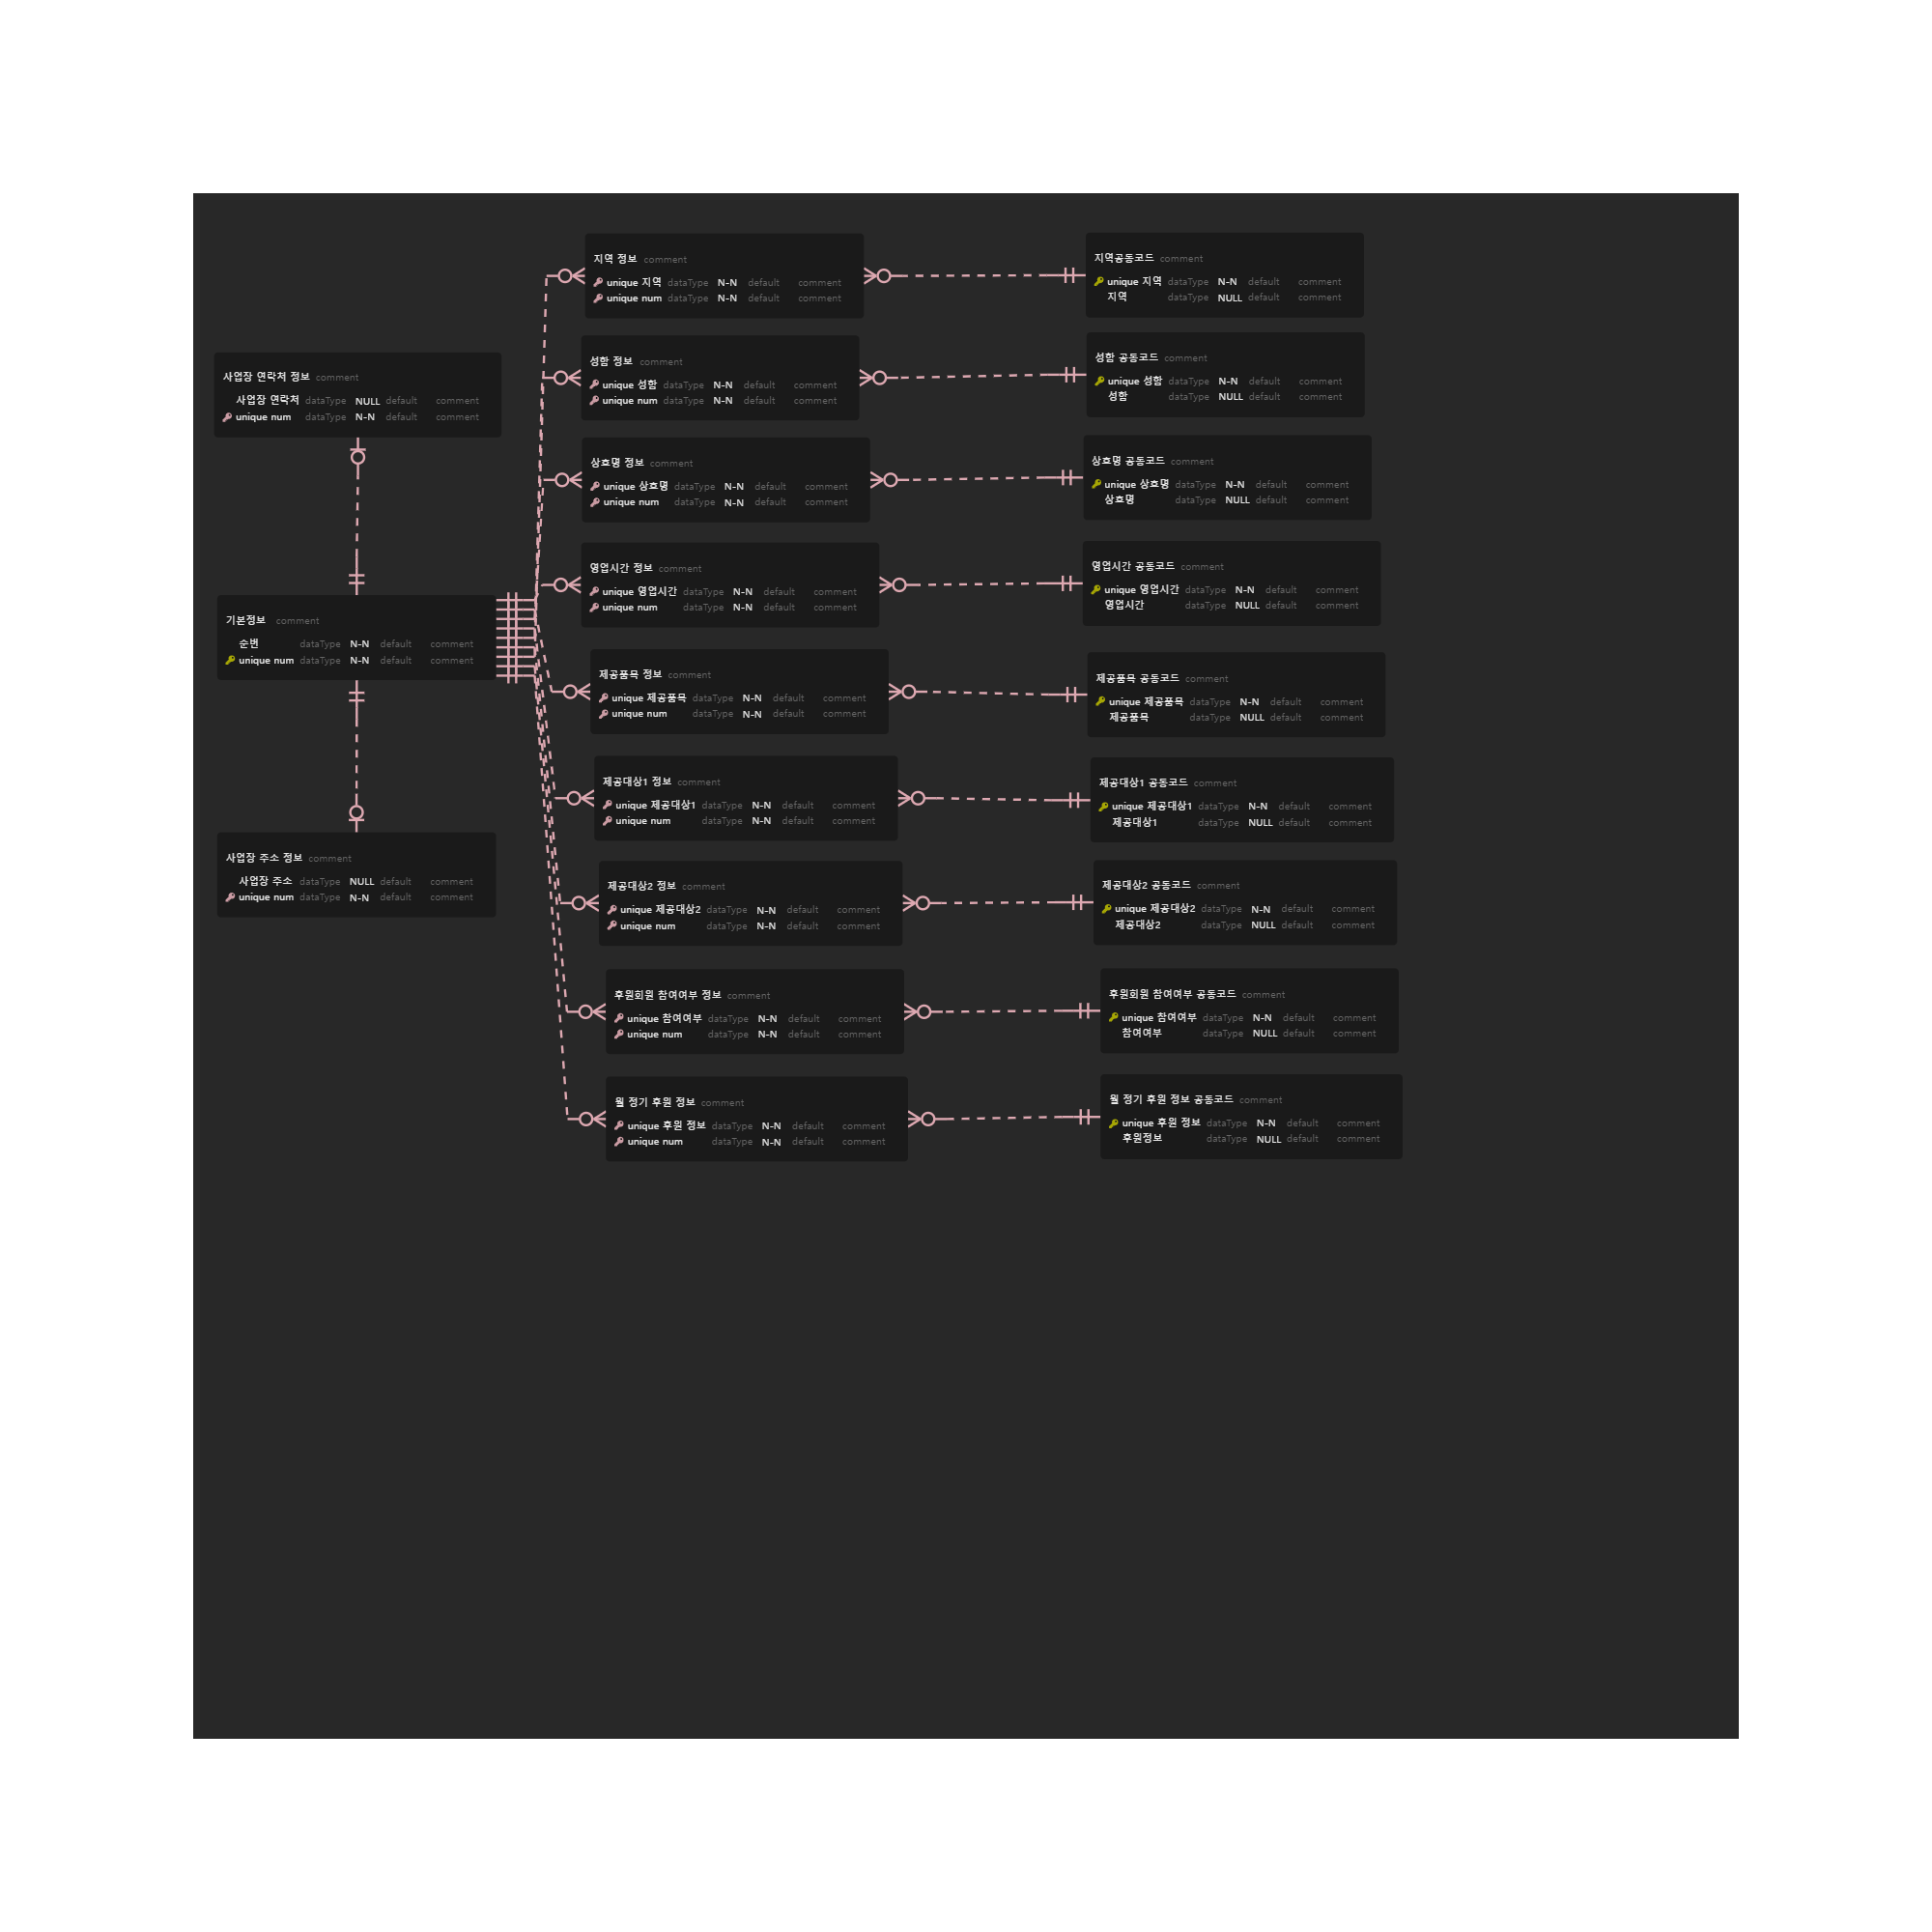 지역 정보 comment
unique 지역 dataType N-N default comment
unique num dataType N-N default comment
지역공동코드 comment
unique 지역 dataType N-N default comment
지역 dataType NULL default comment
성함 정보 comment
unique 성함 dataType N-N default comment
unique num dataType N-N default comment
성함 공동코드 comment
unique 성함 dataType N-N default comment
성함 dataType NULL default comment
사업장 연락처 정보 comment
사업장 연락처 dataType NULL default comment
unique num dataType N-N default comment
상호명 정보 comment
unique 상호명 dataType N-N default comment
unique num dataType N-N default comment
상호명 공동코드 comment
unique 상호명 dataType N-N default comment
상호명 dataType NULL default comment
영업시간 정보 comment
unique 영업시간 dataType N-N default comment
unique num dataType N-N default comment
영업시간 공동코드 comment
unique 영업시간 dataType N-N default comment
영업시간 dataType NULL default comment
기본정보 comment
순번 dataType N-N default comment
unique num dataType N-N default comment
제공품목 정보 comment
unique 제공품목 dataType N-N default comment
unique num dataType N-N default comment
제공품목 공동코드 comment
unique 제공품목 dataType N-N default comment
제공품목 dataType NULL default comment
제공대상1 정보 comment
unique 제공대상1 dataType N-N default comment
unique num dataType N-N default comment
제공대상1 공동코드 comment
unique 제공대상1 dataType N-N default comment
제공대상1 dataType NULL default comment
사업장 주소 정보 comment
사업장 주소 dataType NULL default comment
unique num dataType N-N default comment
제공대상2 정보 comment
unique 제공대상2 dataType N-N default comment
unique num dataType N-N default comment
제공대상2 공동코드 comment
unique 제공대상2 dataType N-N default comment
제공대상2 dataType NULL default comment
후원회원 참여여부 정보 comment
unique 참여여부 dataType N-N default comment
unique num dataType N-N default comment
후원회원 참여여부 공동코드 comment
unique 참여여부 dataType N-N default comment
참여여부 dataType NULL default comment
월 정기 후원 정보 comment
unique 후원 정보 dataType N-N default comment
unique num dataType N-N default comment
월 정기 후원 정보 공동코드 comment
unique 후원 정보 dataType N-N default comment
후원정보 dataType NULL default comment